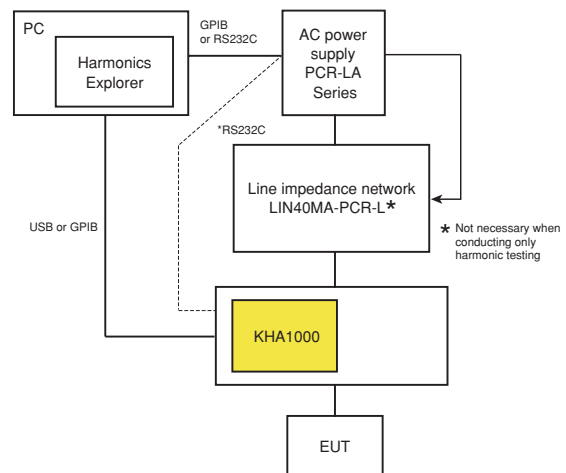 PC
Harmonics
Explorer
GPIB
or RS232C
AC power
supply
PCR-LA
Series
*RS232C
Line impedance network
LIN40MA-PCR-L*
* Not necessary when
conducting only
harmonic testing
USB or GPIB
KHA1000
EUT